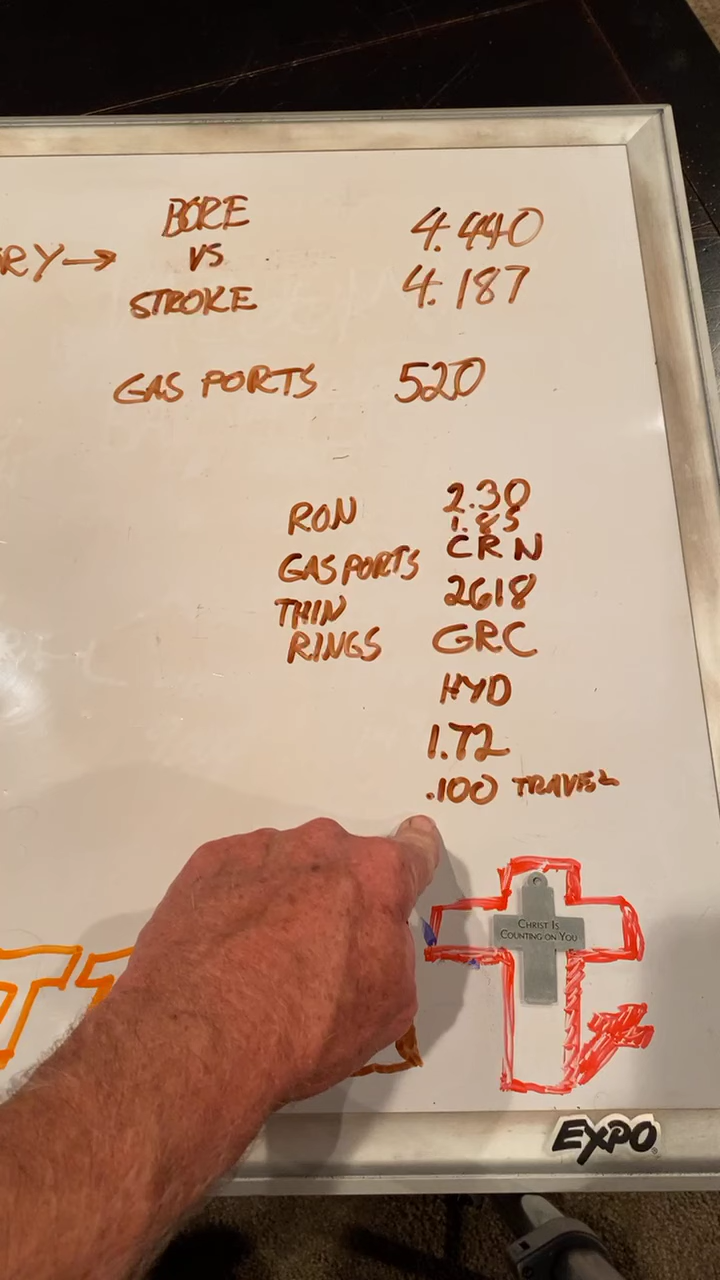 BORE 4.440
RY→ VS
STROKE 4.187
GAS PORTS 520
2.30
RON 1.85
CRN
GAS PORTS 2618
THIN
RINGS GRC
HYD
1.72
.100 TRAVEL
CHRIST IS
COUNTING ON YOU
EXPO